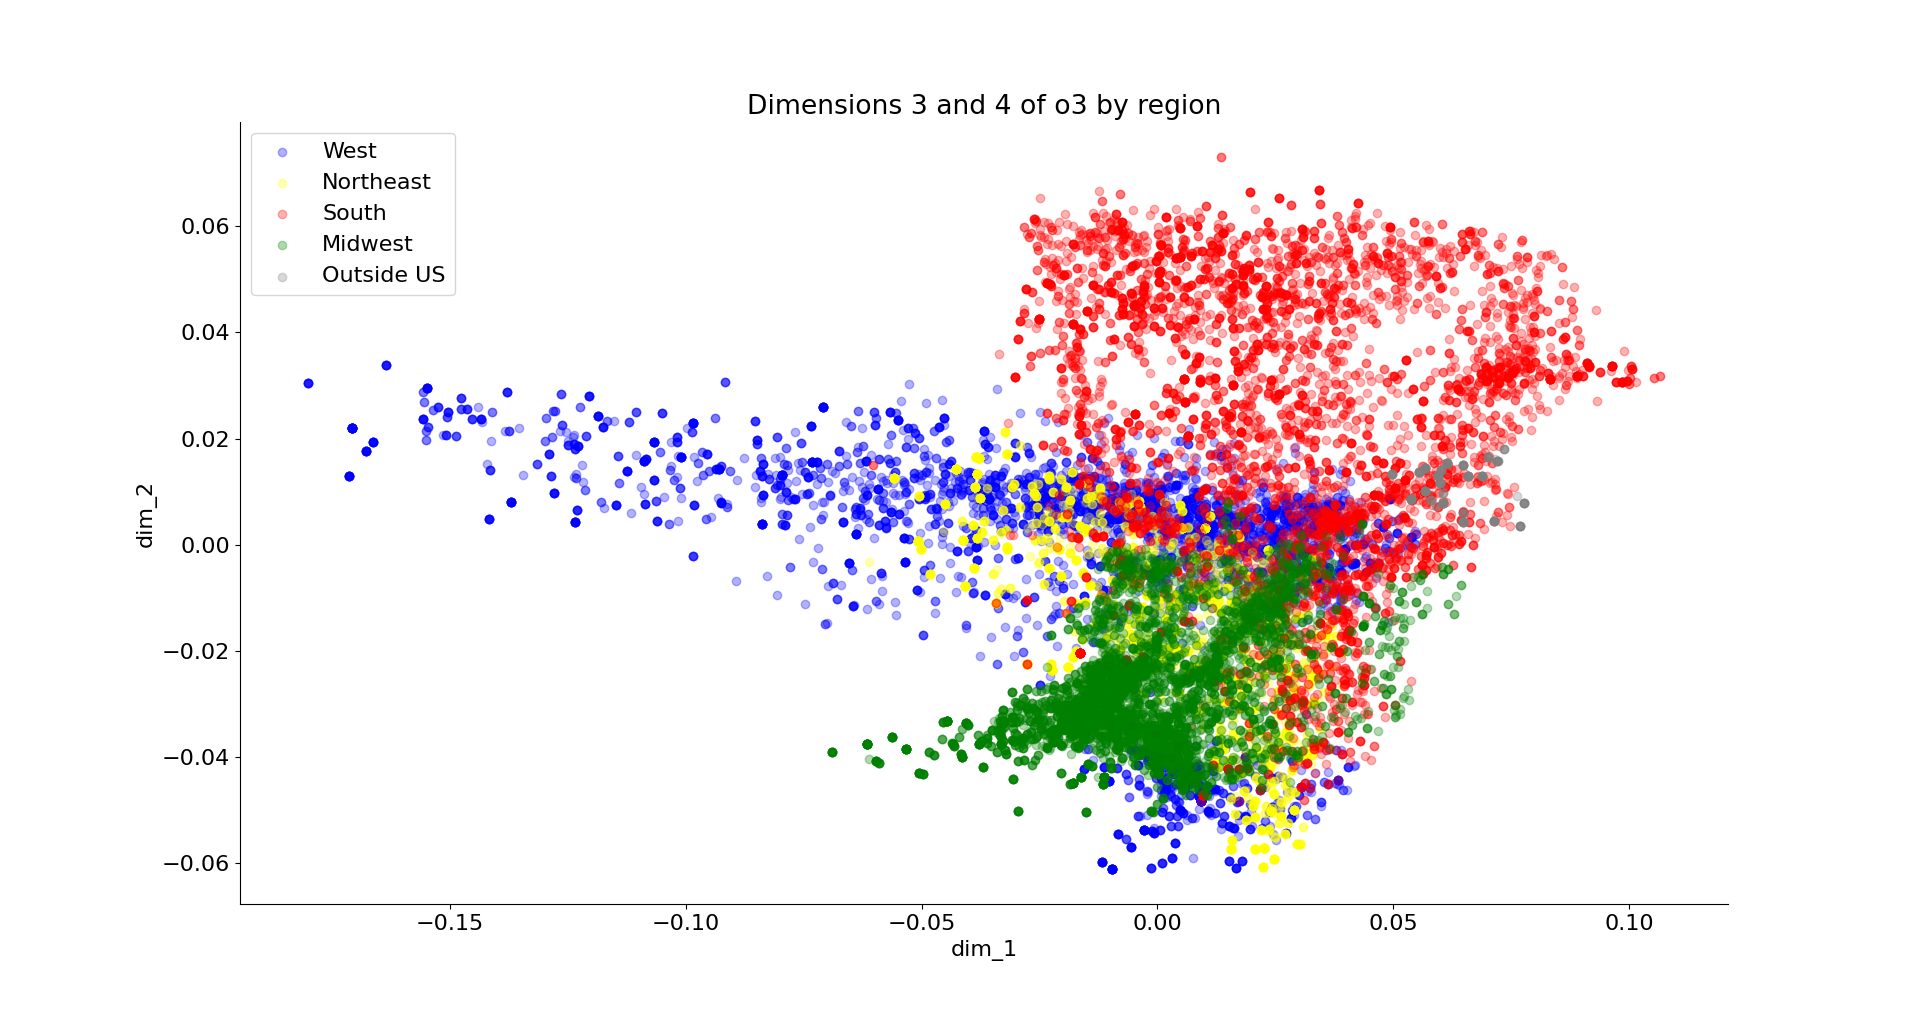 Dimensions 3 and 4 of o3 by region
West
Northeast
South
Midwest
Outside US
0.06
0.04
0.02
0.00
−0.02
−0.04
−0.06
dim_2
−0.15
−0.10
−0.05
0.00
0.05
0.10
dim_1